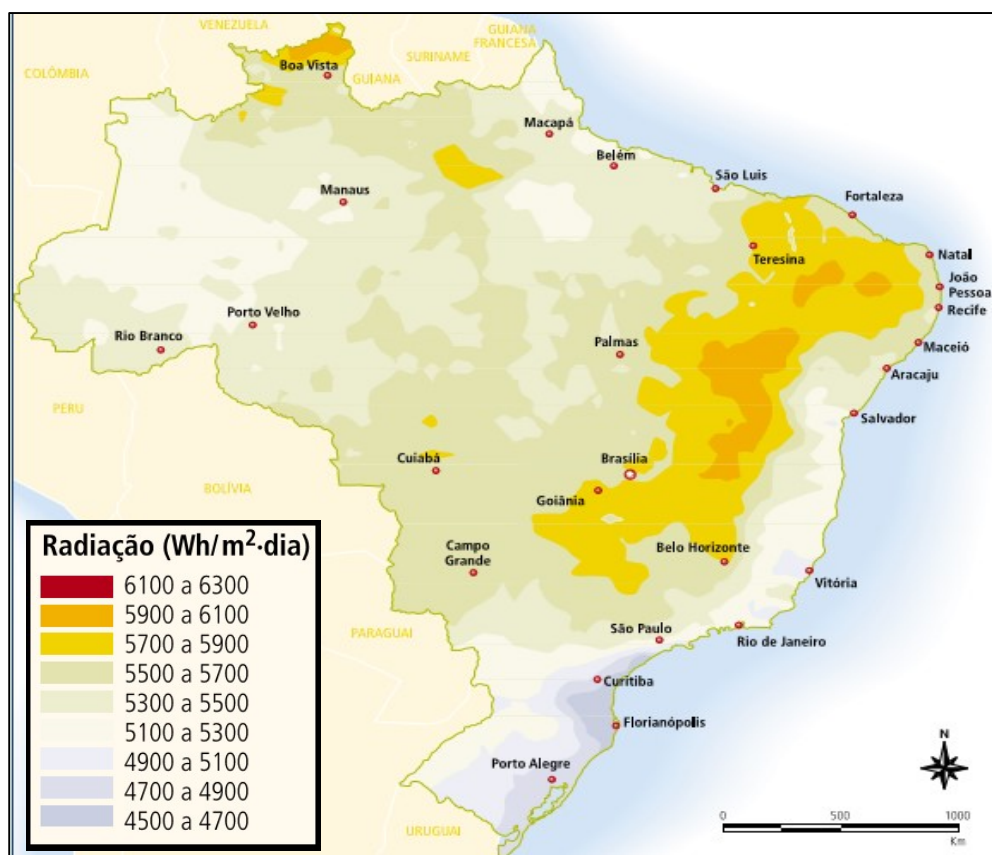 VENEZUELA
GUIANA
FRANCESA
SURINAME
COLÔMBIA
Boa Vista
GUIANA
Macapá
Belém
São Luis
Fortaleza
Manaus
Teresina
Natal
João
Pessoa
Recife
Porto Velho
Rio Branco
Palmas
Maceió
Aracaju
PERU
Salvador
Cuiabá
Brasília
BOLÍVIA
Goiânia
Campo
Grande
Belo Horizonte
Vitória
PARAGUAI
São Paulo
Rio de Janeiro
Curitiba
Florianópolis
Porto Alegre
URUGUAI
Radiação (Wh/m²·dia)
6100 a 6300
5900 a 6100
5700 a 5900
5500 a 5700
5300 a 5500
5100 a 5300
4900 a 5100
4700 a 4900
4500 a 4700
N
0 500 1000
Km